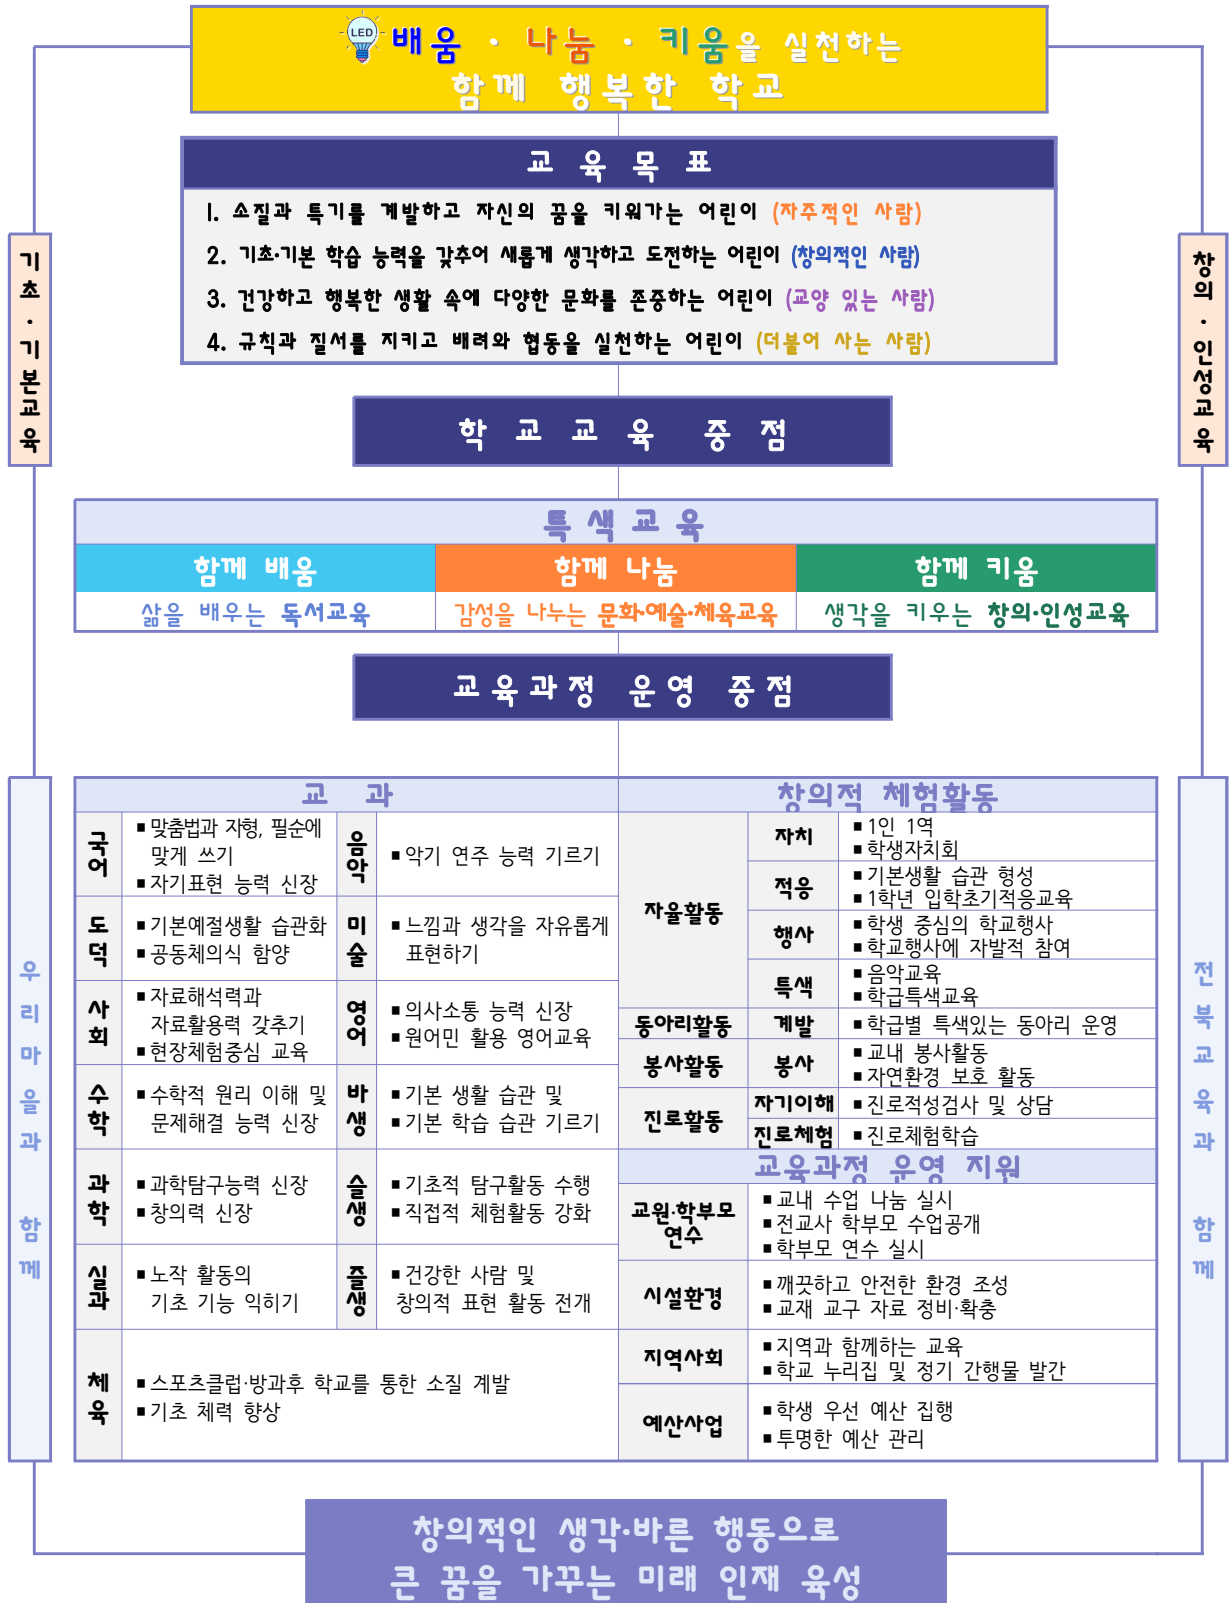 LED 배움 · 나눔 · 키움을 실천하는
함께 행복한 학교
교육목표
1. 소질과 특기를 계발하고 자신의 꿈을 키워가는 어린이 (자주적인 사람)
2. 기초·기본 학습 능력을 갖추어 새롭게 생각하고 도전하는 어린이 (창의적인 사람)
3. 건강하고 행복한 생활 속에 다양한 문화를 존중하는 어린이 (교양 있는 사람)
4. 규칙과 질서를 지키고 배려와 협동을 실천하는 어린이 (더불어 사는 사람)
기초·기본교육
창의·인성교육
학교교육 중점
특색교육
함께 배움
함께 나눔
함께 키움
삶을 배우는 독서교육
감성을 나누는 문화·예술·체육교육
생각을 키우는 창의·인성교육
교육과정 운영 중점
우리마을과 함께
전북교육과 함께
교 과
국어
▪맞춤법과 자형, 필순에
맞게 쓰기
▪자기표현 능력 신장
음악
▪악기 연주 능력 기르기
도덕
▪기본예절생활 습관화
▪공동체의식 함양
미술
▪느낌과 생각을 자유롭게
표현하기
사회
▪자료해석력과
자료활용력 갖추기
▪현장체험중심 교육
영어
▪의사소통 능력 신장
▪원어민 활용 영어교육
수학
▪수학적 원리 이해 및
문제해결 능력 신장
바생
▪기본 생활 습관 및
▪기본 학습 습관 기르기
과학
▪과학탐구능력 신장
▪창의력 신장
슬생
▪기초적 탐구활동 수행
▪직접적 체험활동 강화
실과
▪노작 활동의
기초 기능 익히기
즐생
▪건강한 사람 및
창의적 표현 활동 전개
체육
▪스포츠클럽·방과후 학교를 통한 소질 계발
▪기초 체력 향상
창의적 체험활동
자율활동
자치
▪1인 1역
▪학생자치회
적응
▪기본생활 습관 형성
▪1학년 입학초기적응교육
행사
▪학생 중심의 학교행사
▪학교행사에 자발적 참여
특색
▪음악교육
▪학급특색교육
동아리활동
계발
▪학급별 특색있는 동아리 운영
봉사활동
봉사
▪교내 봉사활동
▪자연환경 보호 활동
진로활동
자기이해
▪진로적성검사 및 상담
진로체험
▪진로체험학습
교육과정 운영 지원
교원·학부모
연수
▪교내 수업 나눔 실시
▪전교사 학부모 수업공개
▪학부모 연수 실시
시설환경
▪깨끗하고 안전한 환경 조성
▪교재 교구 자료 정비·확충
지역사회
▪지역과 함께하는 교육
▪학교 누리집 및 정기 간행물 발간
예산사업
▪학생 우선 예산 집행
▪투명한 예산 관리
창의적인 생각·바른 행동으로
큰 꿈을 가꾸는 미래 인재 육성